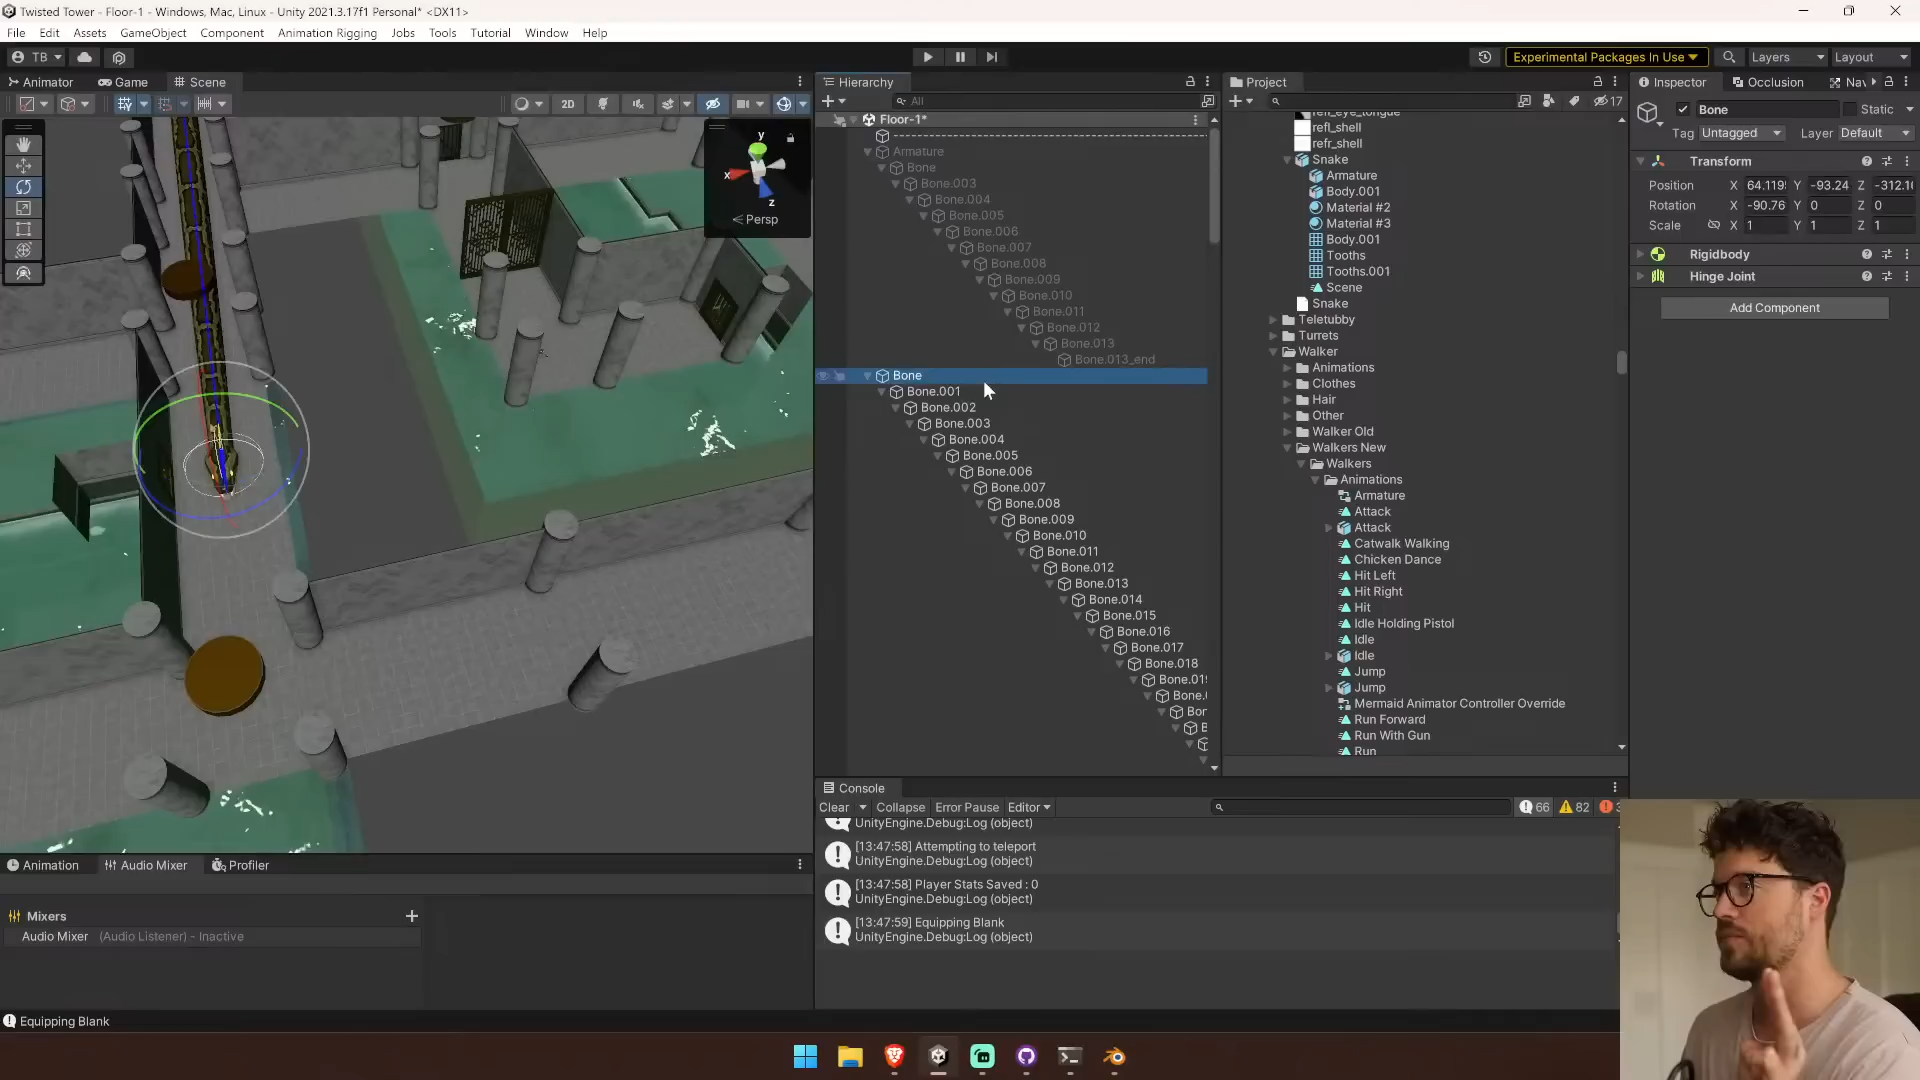 Twisted Tower - Floor-1 - Windows, Mac, Linux - Unity 2021.3.17f1 Personal* <DX11>
File Edit Assets GameObject Component Animation Rigging Jobs Tools Tutorial Window Help
TB
Experimental Packages In Use
Layers
Layout
Animator
Game
Scene
2D
y
x
z
Persp
Hierarchy
All
Floor-1*
Armature
Bone
Bone.003
Bone.004
Bone.005
Bone.006
Bone.007
Bone.008
Bone.009
Bone.010
Bone.011
Bone.012
Bone.013
Bone.013_end
Bone
Bone.001
Bone.002
Bone.003
Bone.004
Bone.005
Bone.006
Bone.007
Bone.008
Bone.009
Bone.010
Bone.011
Bone.012
Bone.013
Bone.014
Bone.015
Bone.016
Bone.017
Bone.018
Project
17
refl_eye_tongue
refl_shell
refr_shell
Snake
Armature
Body.001
Material #2
Material #3
Body.001
Tooths
Tooths.001
Scene
Snake
Teletubby
Turrets
Walker
Animations
Clothes
Hair
Other
Walker Old
Walkers New
Walkers
Animations
Armature
Attack
Attack
Catwalk Walking
Chicken Dance
Hit Left
Hit Right
Hit
Idle Holding Pistol
Idle
Idle
Jump
Jump
Mermaid Animator Controller Override
Run Forward
Run With Gun
Run
Inspector
Occlusion
Nav
Bone
Static
Tag Untagged Layer Default
Transform
Position X 64.119 Y -93.24 Z -312.1
Rotation X -90.76 Y 0 Z 0
Scale X 1 Y 1 Z 1
Rigidbody
Hinge Joint
Add Component
Console
Clear Collapse Error Pause Editor
66
82
UnityEngine.Debug:Log (object)
[13:47:58] Attempting to teleport
UnityEngine.Debug:Log (object)
[13:47:58] Player Stats Saved : 0
UnityEngine.Debug:Log (object)
[13:47:59] Equipping Blank
UnityEngine.Debug:Log (object)
Animation
Audio Mixer
Profiler
Mixers
Audio Mixer (Audio Listener) - Inactive
Equipping Blank